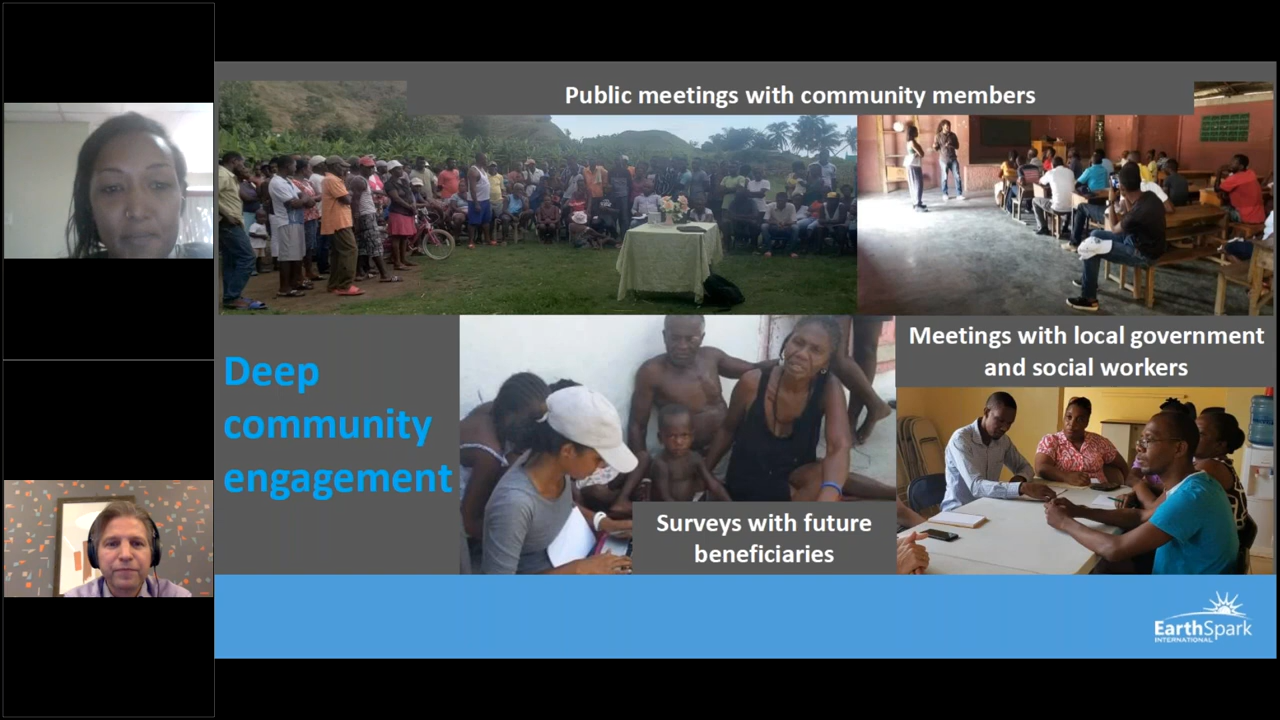 Public meetings with community members
Meetings with local government
and social workers
Deep
community
engagement
Surveys with future
beneficiaries
EarthSpark
INTERNATIONAL